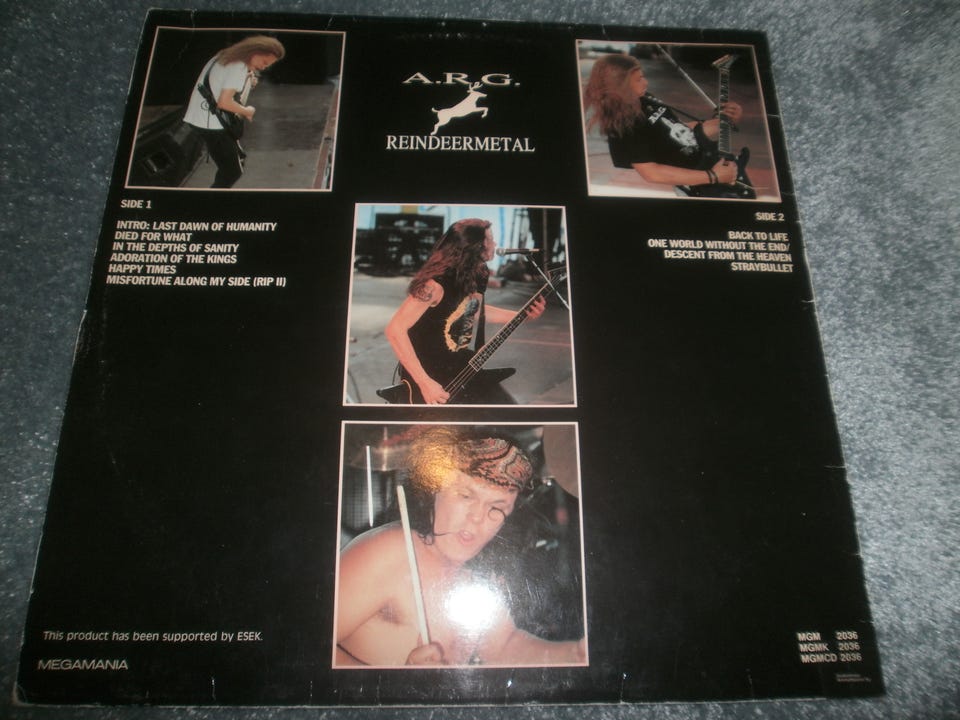 A.R.G.
REINDEERMETAL
SIDE 1
INTRO: LAST DAWN OF HUMANITY
DIED FOR WHAT
IN THE DEPTHS OF SANITY
ADORATION OF THE KINGS
HAPPY TIMES
MISFORTUNE ALONG MY SIDE (RIP II)
SIDE 2
BACK TO LIFE
ONE WORLD WITHOUT THE END/
DESCENT FROM THE HEAVEN
STRAYBULLET
This product has been supported by ESEK.
MEGAMANIA
MGM 2036
MGMK 2036
MGMCD 2036